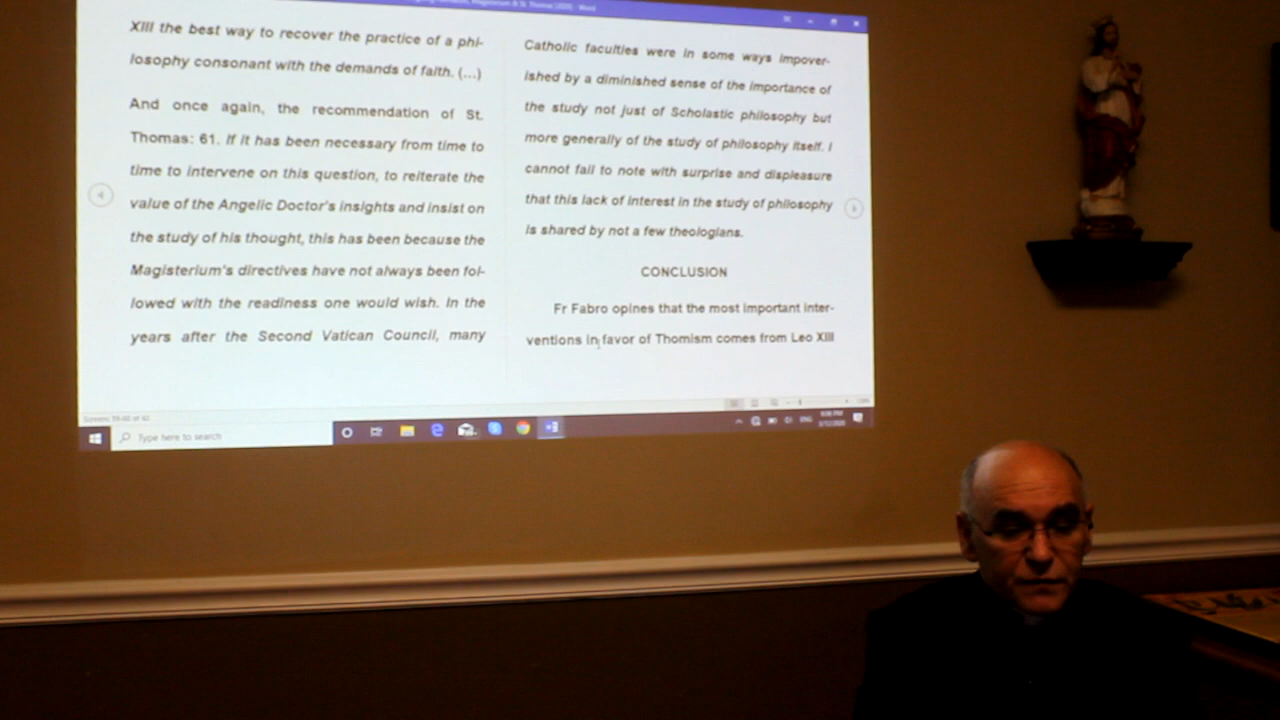 Magisterium & St. Thomas (2020) - Word
XIII the best way to recover the practice of a phi-
losophy consonant with the demands of faith. (...)
And once again, the recommendation of St.
Thomas: 61. If it has been necessary from time to
time to intervene on this question, to reiterate the
value of the Angelic Doctor's insights and insist on
the study of his thought, this has been because the
Magisterium's directives have not always been fol-
lowed with the readiness one would wish. In the
years after the Second Vatican Council, many
Catholic faculties were in some ways impover-
ished by a diminished sense of the importance of
the study not just of Scholastic philosophy but
more generally of the study of philosophy itself. I
cannot fail to note with surprise and displeasure
that this lack of interest in the study of philosophy
is shared by not a few theologians.
CONCLUSION
Fr Fabro opines that the most important inter-
ventions in favor of Thomism comes from Leo XIII
Type here to search
ENG